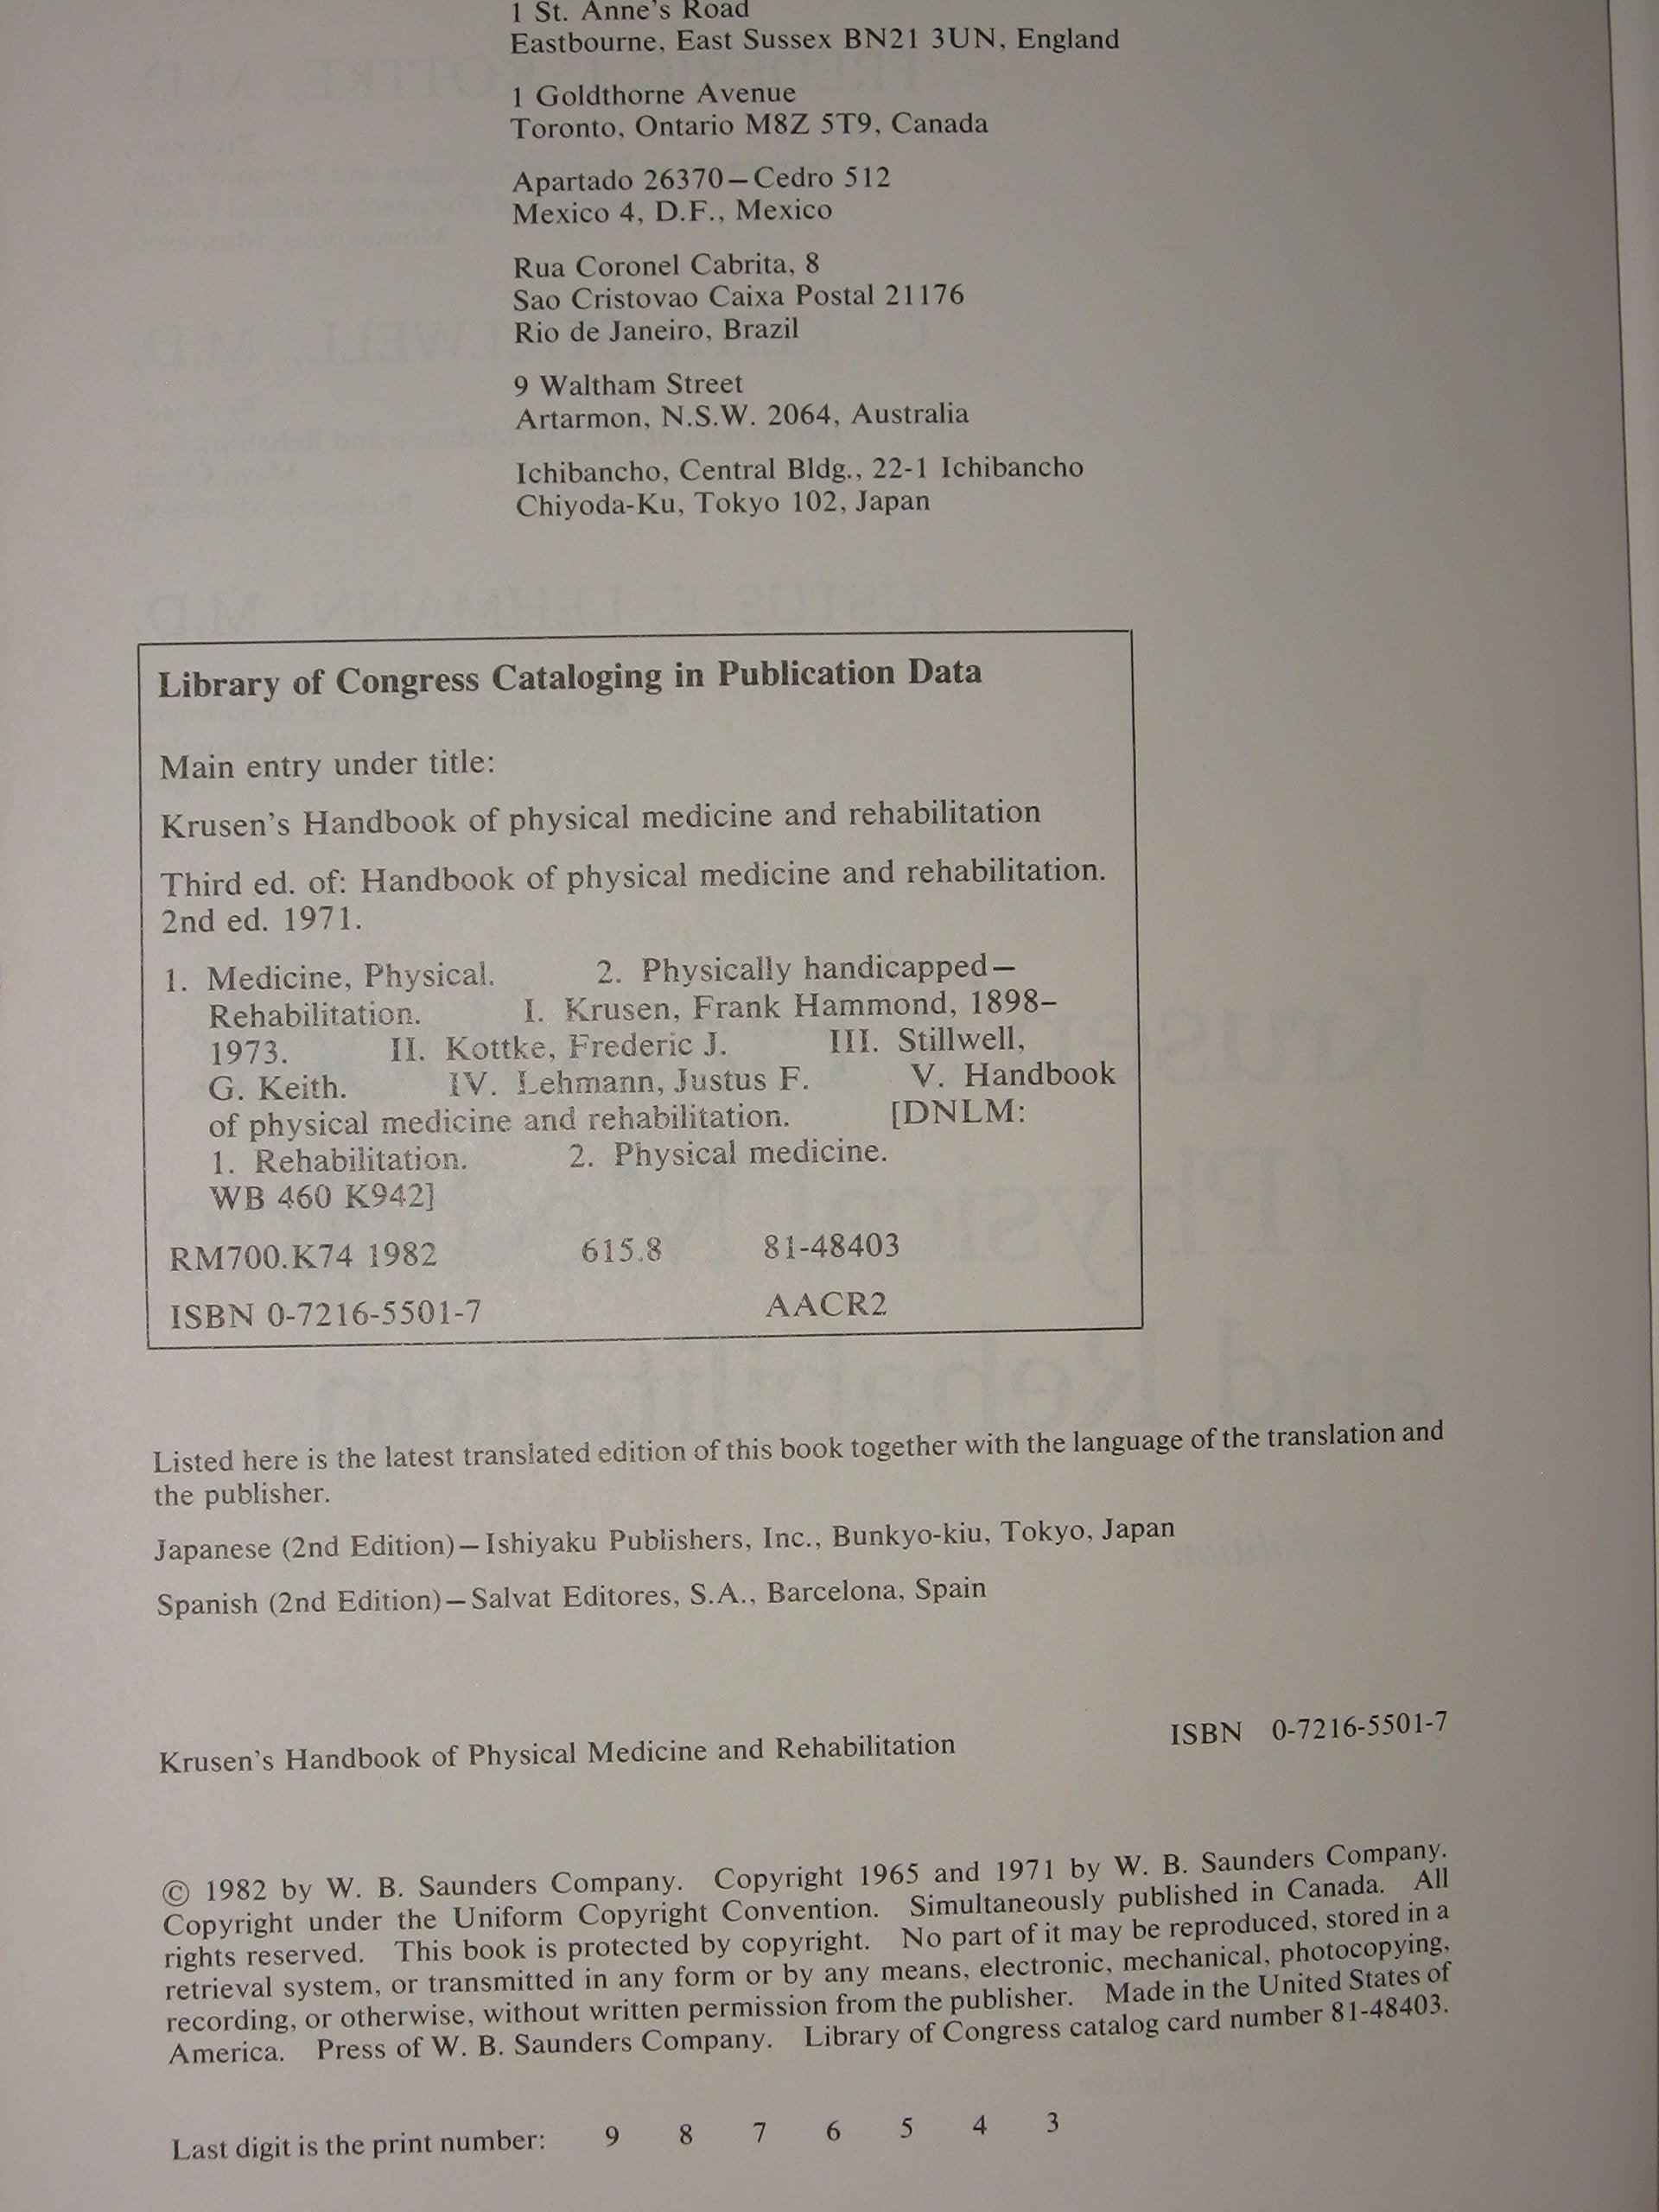 1 St. Anne's Road
Eastbourne, East Sussex BN21 3UN, England
1 Goldthorne Avenue
Toronto, Ontario M8Z 5T9, Canada
Apartado 26370—Cedro 512
Mexico 4, D.F., Mexico
Rua Coronel Cabrita, 8
Sao Cristovao Caixa Postal 21176
Rio de Janeiro, Brazil
9 Waltham Street
Artarmon, N.S.W. 2064, Australia
Ichibancho, Central Bldg., 22-1 Ichibancho
Chiyoda-Ku, Tokyo 102, Japan
Library of Congress Cataloging in Publication Data
Main entry under title:
Krusen's Handbook of physical medicine and rehabilitation
Third ed. of: Handbook of physical medicine and rehabilitation.
2nd ed. 1971.
1. Medicine, Physical. 2. Physically handicapped—
Rehabilitation. I. Krusen, Frank Hammond, 1898–
1973. II. Kottke, Frederic J. III. Stillwell,
G. Keith. IV. Lehmann, Justus F. V. Handbook
of physical medicine and rehabilitation. [DNLM:
1. Rehabilitation. 2. Physical medicine.
WB 460 K942]
RM700.K74 1982 615.8 81-48403
ISBN 0-7216-5501-7 AACR2
Listed here is the latest translated edition of this book together with the language of the translation and
the publisher.
Japanese (2nd Edition)—Ishiyaku Publishers, Inc., Bunkyo-kiu, Tokyo, Japan
Spanish (2nd Edition)—Salvat Editores, S.A., Barcelona, Spain
Krusen's Handbook of Physical Medicine and Rehabilitation ISBN 0-7216-5501-7
© 1982 by W. B. Saunders Company. Copyright 1965 and 1971 by W. B. Saunders Company.
Copyright under the Uniform Copyright Convention. Simultaneously published in Canada. All
rights reserved. This book is protected by copyright. No part of it may be reproduced, stored in a
retrieval system, or transmitted in any form or by any means, electronic, mechanical, photocopying,
recording, or otherwise, without written permission from the publisher. Made in the United States of
America. Press of W. B. Saunders Company. Library of Congress catalog card number 81-48403.
Last digit is the print number: 9 8 7 6 5 4 3